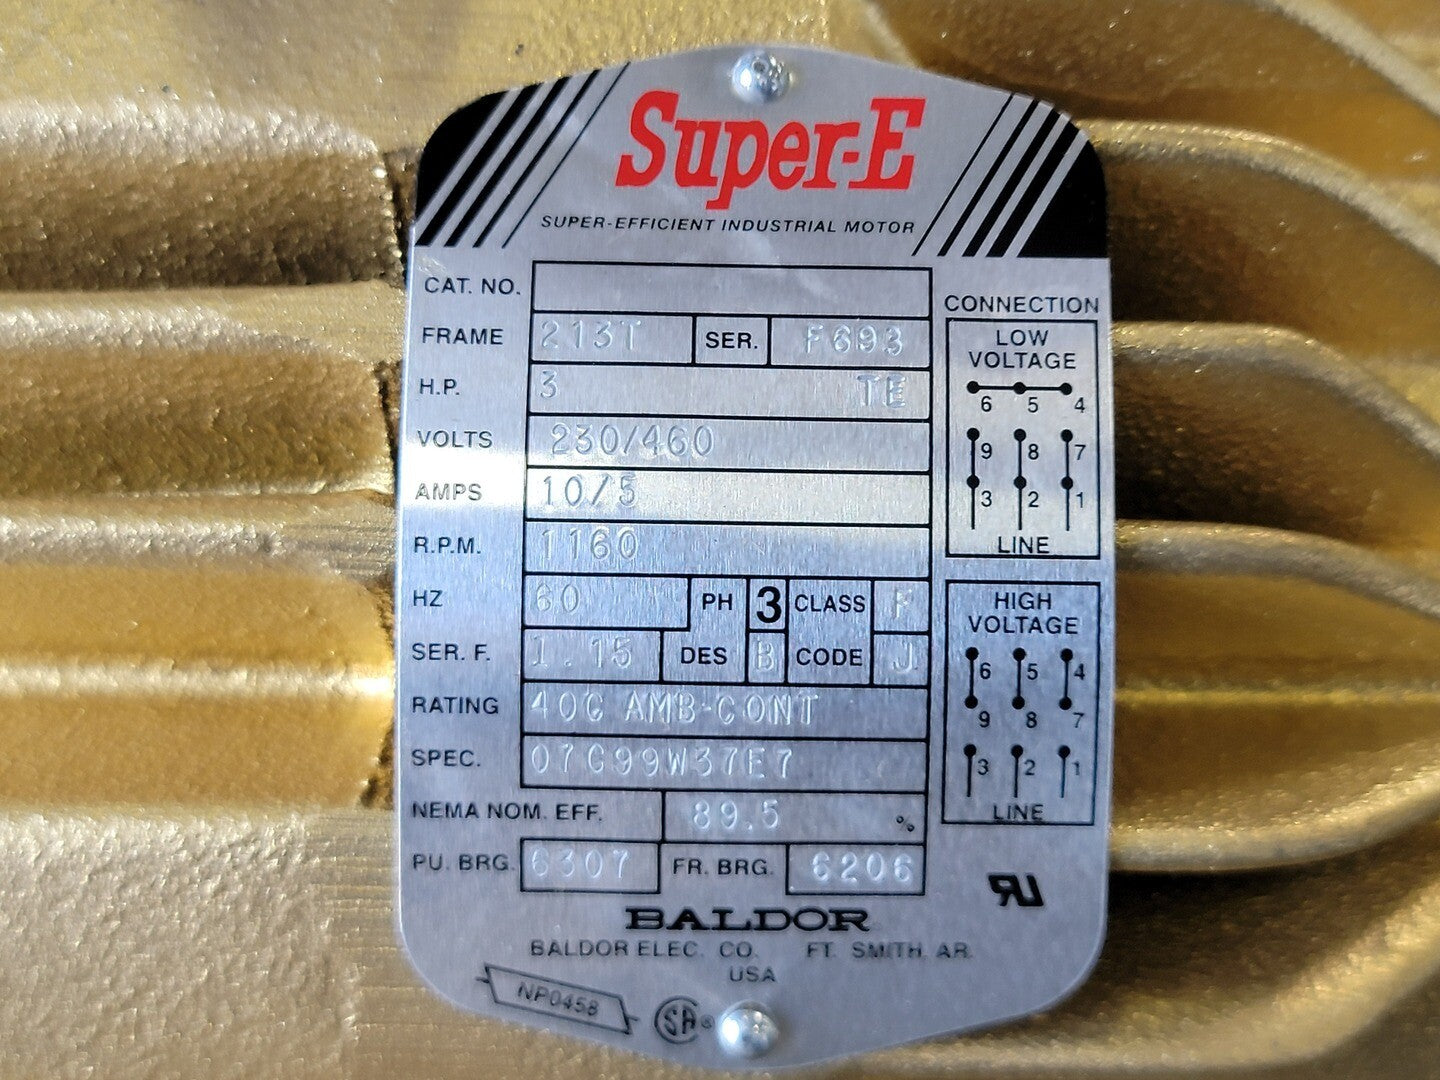 Super-E
SUPER-EFFICIENT INDUSTRIAL MOTOR
CAT. NO.
FRAME 213T SER. F693
H.P. 3 TE
VOLTS 230/460
AMPS 10/5
R.P.M. 1160
HZ 60 PH 3 CLASS F
SER. F. 1.15 DES B CODE J
RATING 40C AMB-CONT
SPEC. 07G99W37E7
NEMA NOM. EFF. 89.5 %
PU. BRG. 6307 FR. BRG. 6206
CONNECTION
LOW
VOLTAGE
6 5 4
9 8 7
3 2 1
LINE
HIGH
VOLTAGE
6 5 4
9 8 7
3 2 1
LINE
RU
BALDOR
BALDOR ELEC. CO. FT. SMITH, AR.
USA
NP0458
SA ®